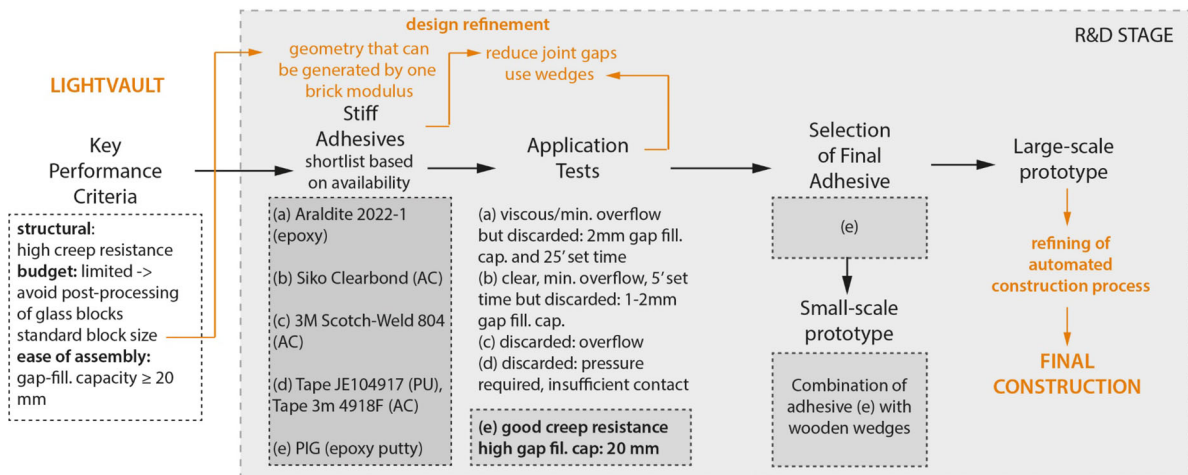 R&D STAGE
design refinement
geometry that can
be generated by one
brick modulus
reduce joint gaps
use wedges
LIGHTVAULT
Key
Performance
Criteria
structural:
high creep resistance
budget: limited ->
avoid post-processing
of glass blocks
standard block size
ease of assembly:
gap-fill. capacity ≥ 20
mm
Stiff
Adhesives
shortlist based
on availability
(a) Araldite 2022-1
(epoxy)
(b) Siko Clearbond (AC)
(c) 3M Scotch-Weld 804
(AC)
(d) Tape JE104917 (PU),
Tape 3m 4918F (AC)
(e) PIG (epoxy putty)
Application
Tests
(a) viscous/min. overflow
but discarded: 2mm gap fill.
cap. and 25' set time
(b) clear, min. overflow, 5' set
time but discarded: 1-2mm
gap fill. cap.
(c) discarded: overflow
(d) discarded: pressure
required, insufficient contact
(e) good creep resistance
high gap fil. cap: 20 mm
Selection
of Final
Adhesive
(e)
Small-scale
prototype
Combination of
adhesive (e) with
wooden wedges
Large-scale
prototype
refining of
automated
construction process
FINAL
CONSTRUCTION